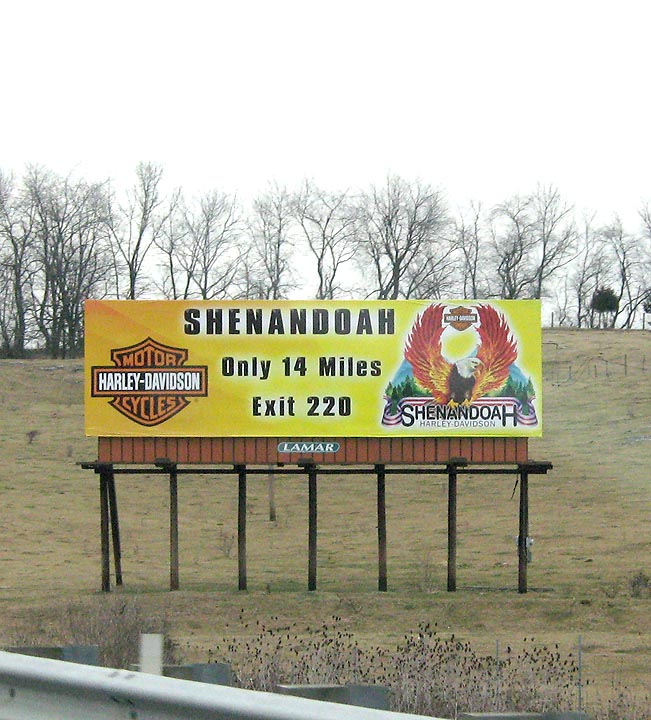 SHENANDOAH
Only 14 Miles
Exit 220
MOTOR
HARLEY-DAVIDSON
CYCLES
HARLEY-DAVIDSON
SHENANDOAH
HARLEY-DAVIDSON
LAMAR